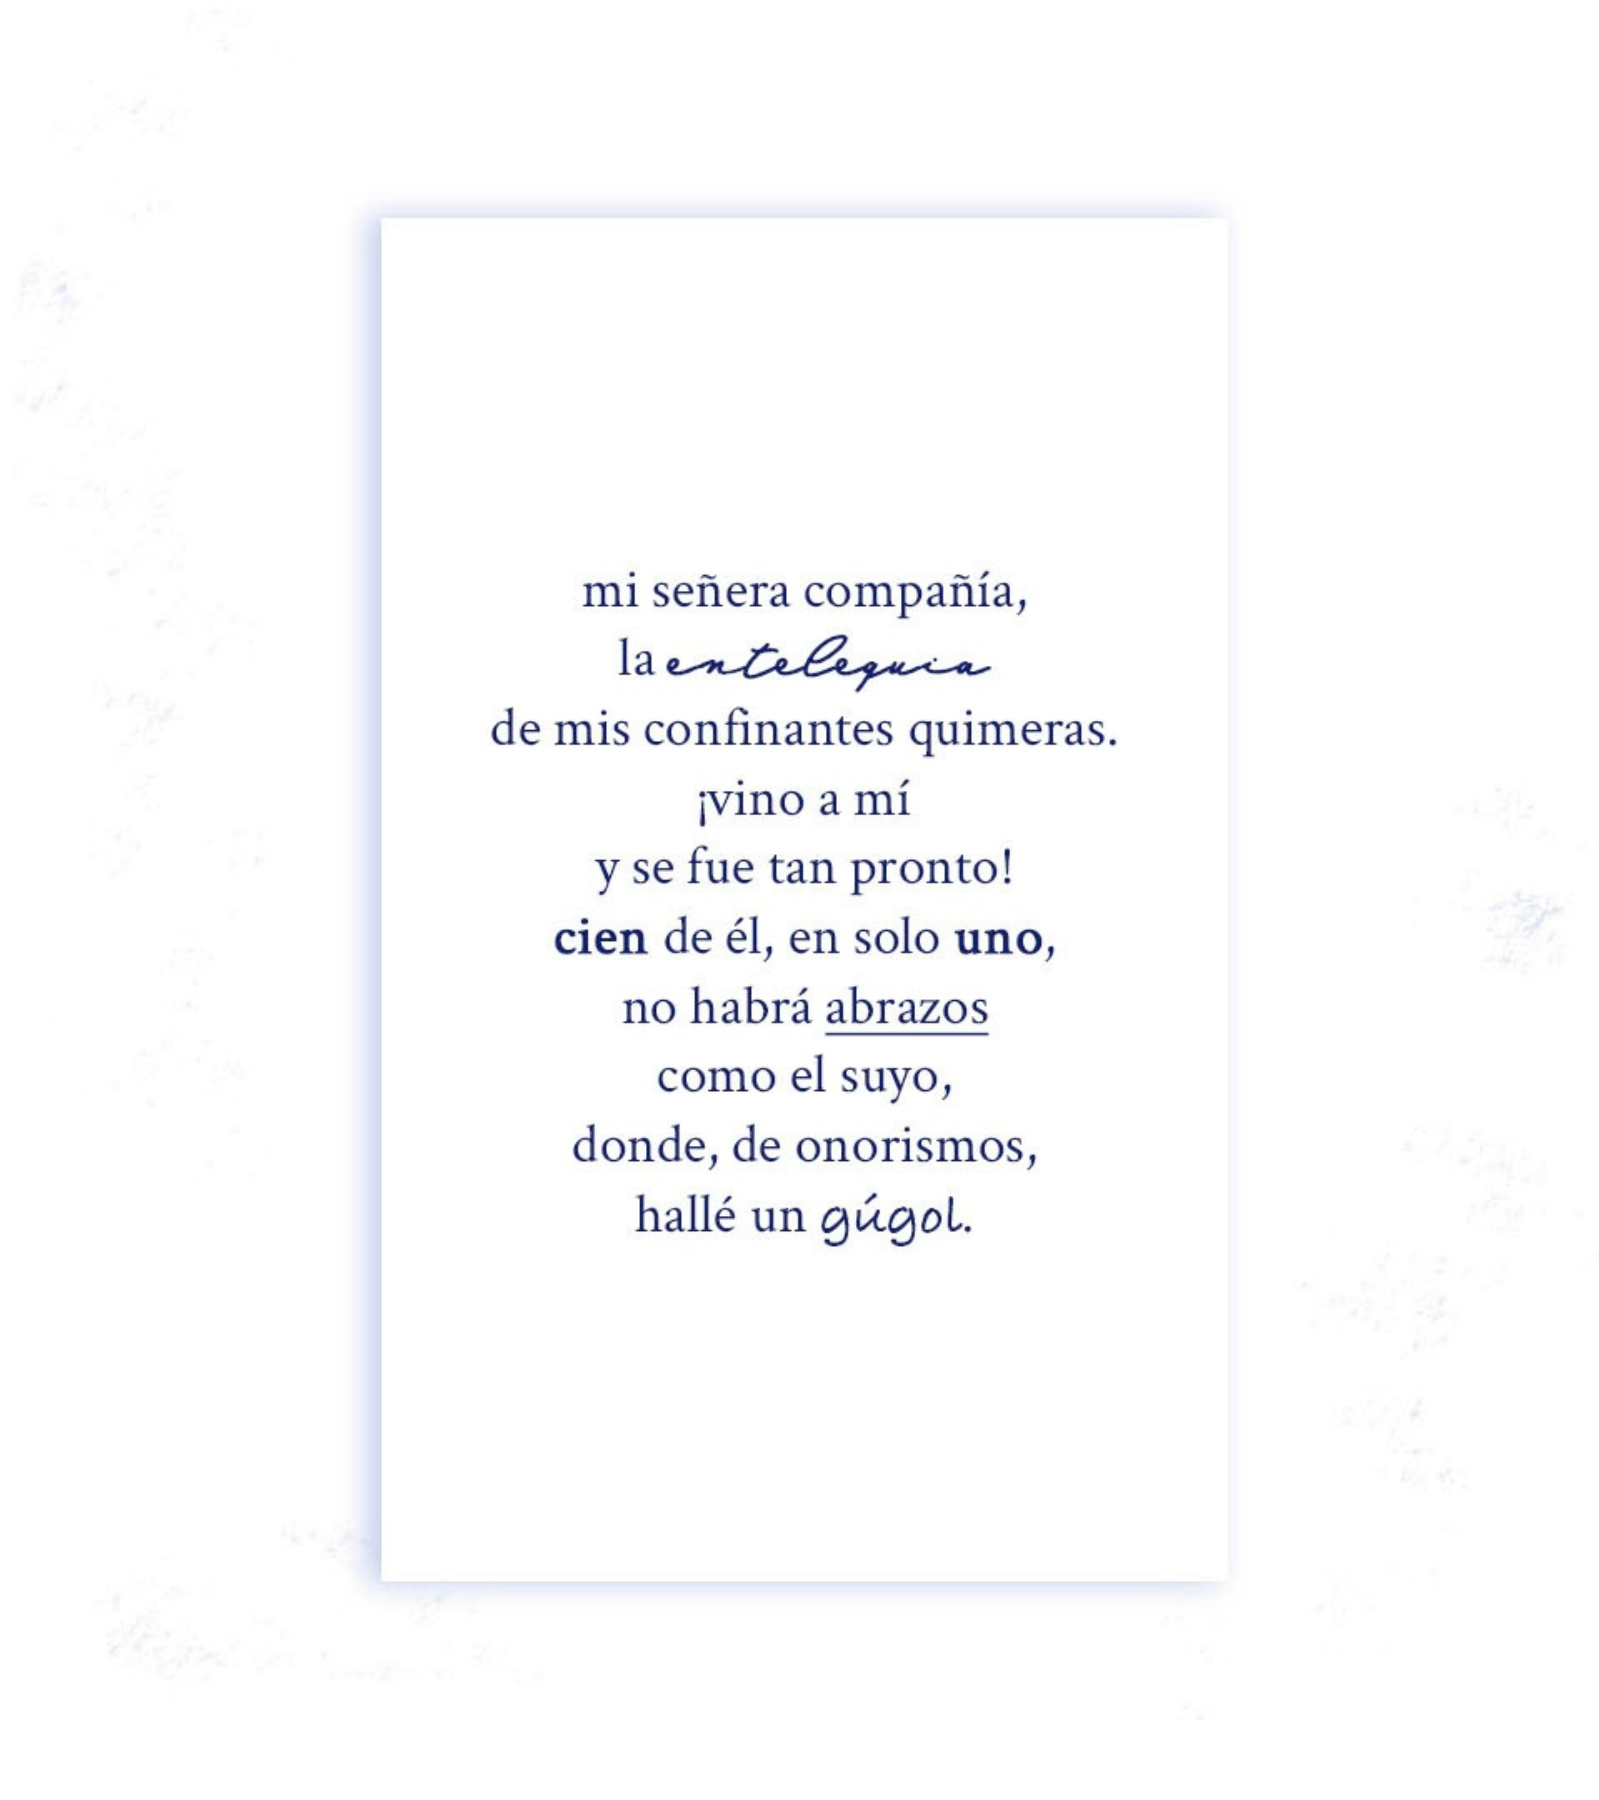 mi señera compañía,
la entelequia
de mis confinantes quimeras.
¡vino a mí
y se fue tan pronto!
cien de él, en solo uno,
no habrá abrazos
como el suyo,
donde, de onorismos,
hallé un gúgol.